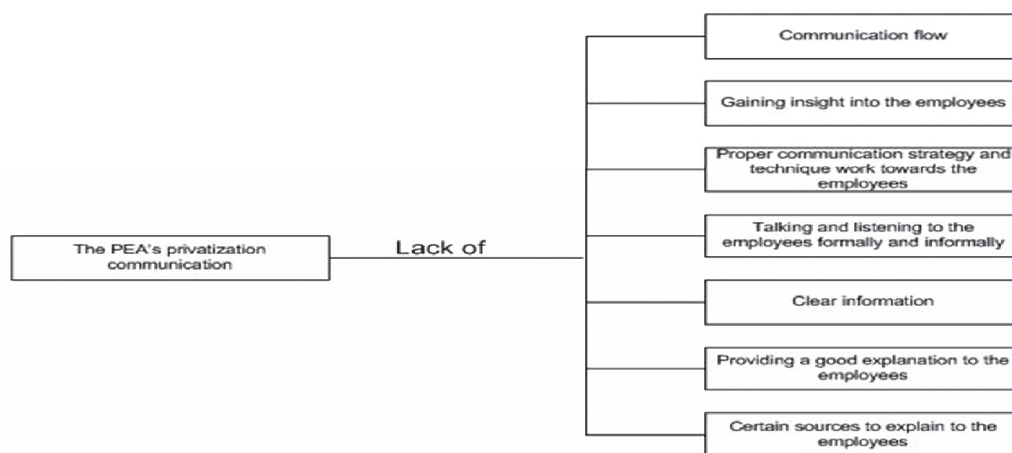 Communication flow
Gaining insight into the employees
Proper communication strategy and
technique work towards the
employees
Talking and listening to the
employees formally and informally
The PEA's privatization
communication
Lack of
Clear information
Providing a good explanation to the
employees
Certain sources to explain to the
employees